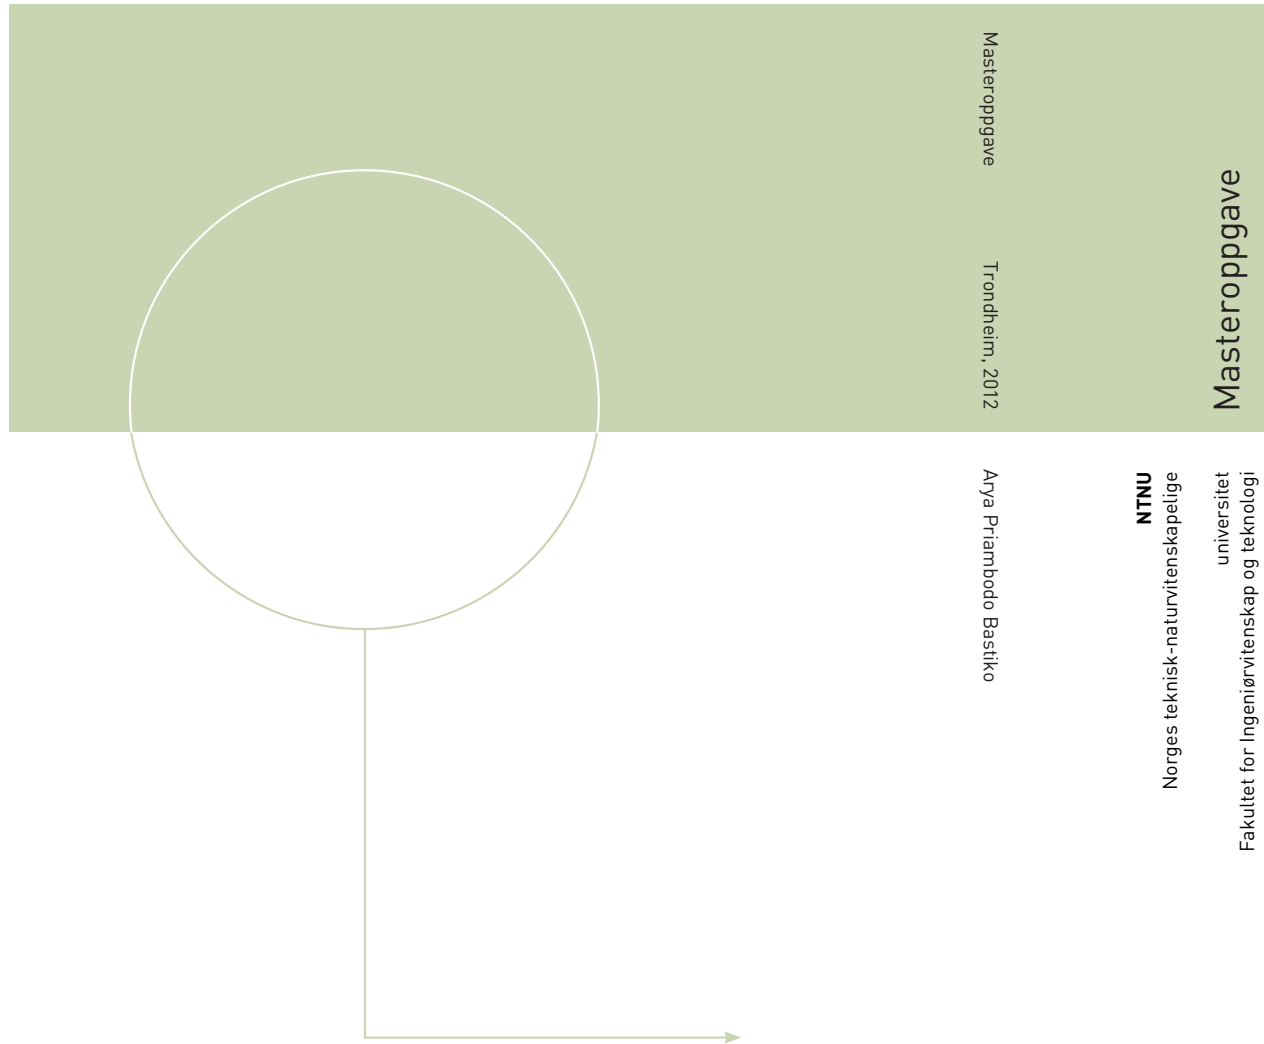 Masteroppgave
Trondheim, 2012
Arya Priambodo Bastiko
Masteroppgave
NTNU
Norges teknisk-naturvitenskapelige
universitet
Fakultet for Ingeniørvitenskap og teknologi